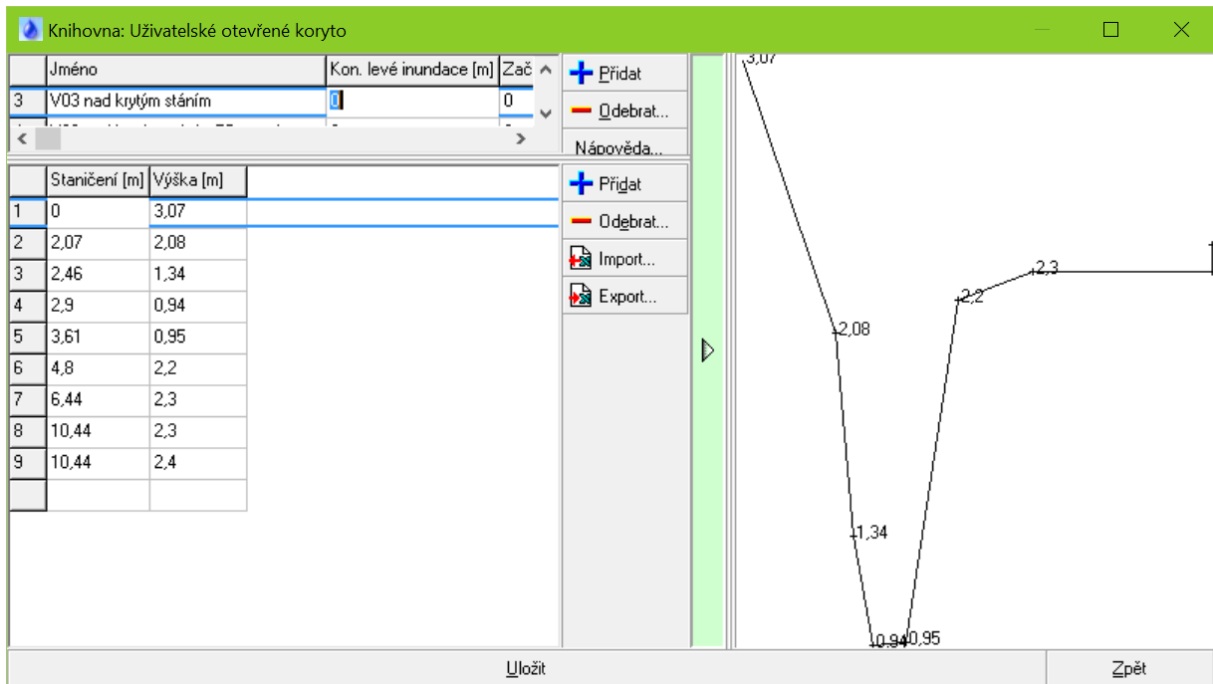 Knihovna: Uživatelské otevřené koryto
Jméno Kon. levé inundace [m] Zač
3 V03 nad krytým stáním 0 0
Přidat
Odebrat...
Nápověda...
Staničení [m] Výška [m]
1 0 3,07
2 2,07 2,08
3 2,46 1,34
4 2,9 0,94
5 3,61 0,95
6 4,8 2,2
7 6,44 2,3
8 10,44 2,3
9 10,44 2,4
Přidat
Odebrat...
Import...
Export...
3,07
2,08
1,34
0,94
0,95
2,2
2,3
Uložit
Zpět